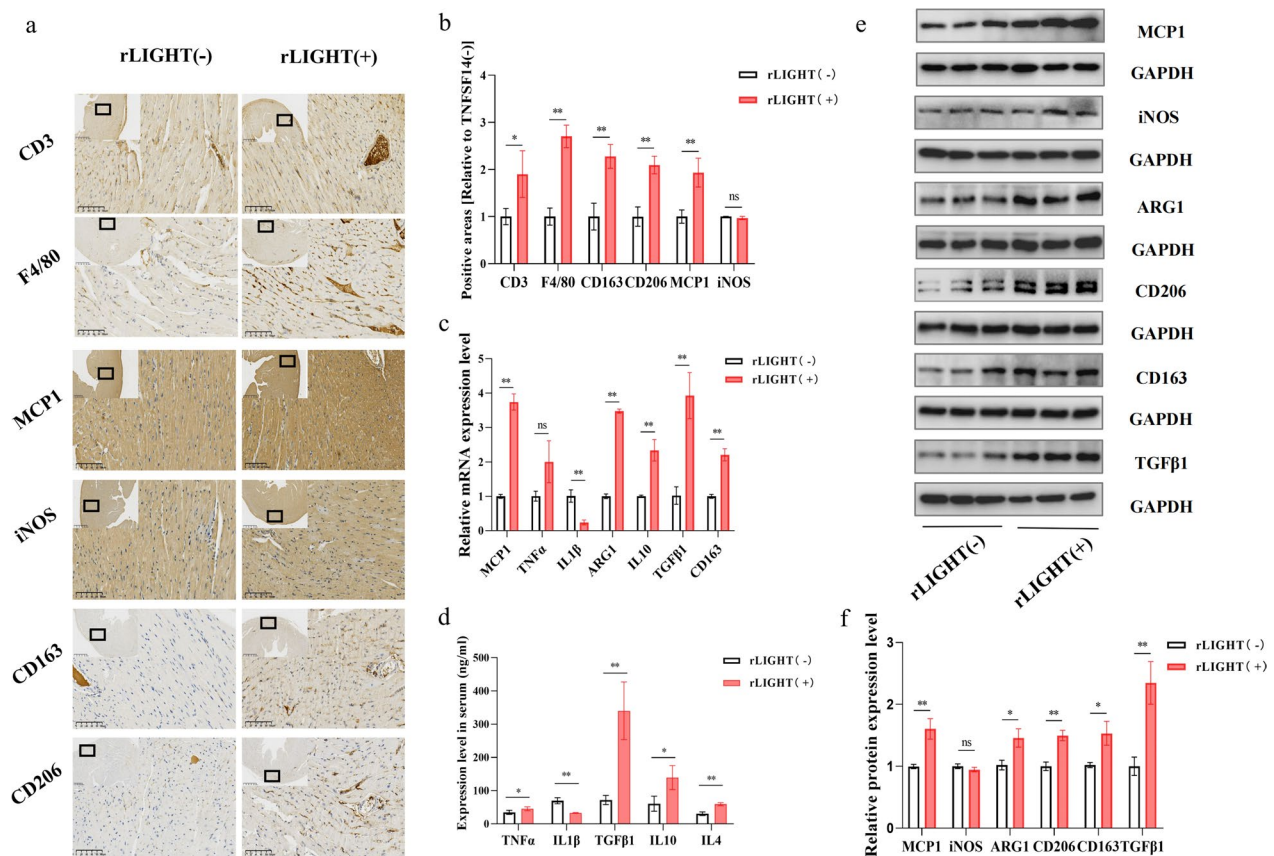 a
rLIGHT(-)
rLIGHT(+)
CD3
F4/80
MCP1
iNOS
CD163
CD206
b
Positive areas [Relative to TNFSF14(-)]
5
4
3
2
1
0
rLIGHT( - )
rLIGHT( + )
*
**
**
**
**
ns
CD3 F4/80 CD163 CD206 MCP1 iNOS
c
Relative mRNA expression level
5
4
3
2
1
0
rLIGHT( - )
rLIGHT( + )
**
ns
**
**
**
**
**
MCP1 TNFα IL1β ARG1 IL10 TGFβ1 CD163
d
Expression level in serum (ng/ml)
500
400
300
200
100
0
rLIGHT( - )
rLIGHT( + )
*
**
**
*
**
TNFα IL1β TGFβ1 IL10 IL4
e
MCP1
GAPDH
iNOS
GAPDH
ARG1
GAPDH
CD206
GAPDH
CD163
GAPDH
TGFβ1
GAPDH
rLIGHT(-)
rLIGHT(+)
f
Relative protein expression level
3
2
1
0
rLIGHT( - )
rLIGHT( + )
**
ns
*
**
*
**
MCP1 iNOS ARG1 CD206 CD163 TGFβ1